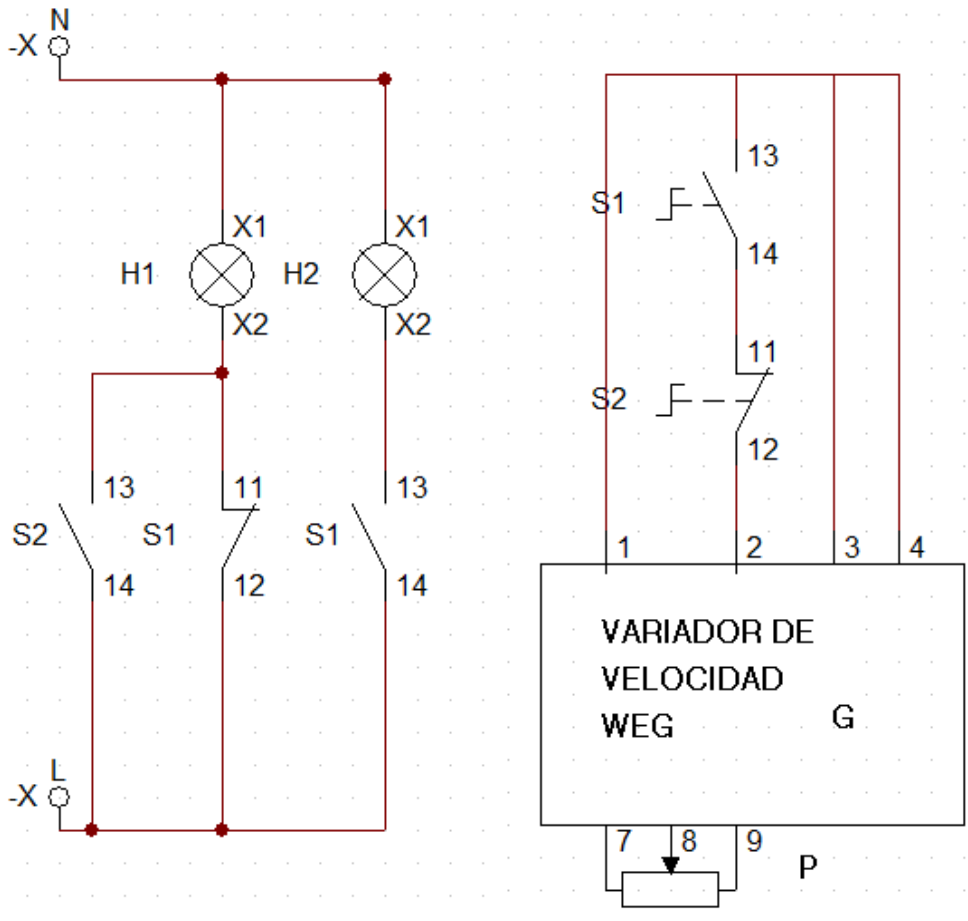 N
-X
13
S1
14
X1
X1
H1
H2
X2
X2
11
S2
12
13
11
13
S2
S1
S1
14
12
14
1
2
3
4
VARIADOR DE
VELOCIDAD
WEG
G
L
-X
7
8
9
P